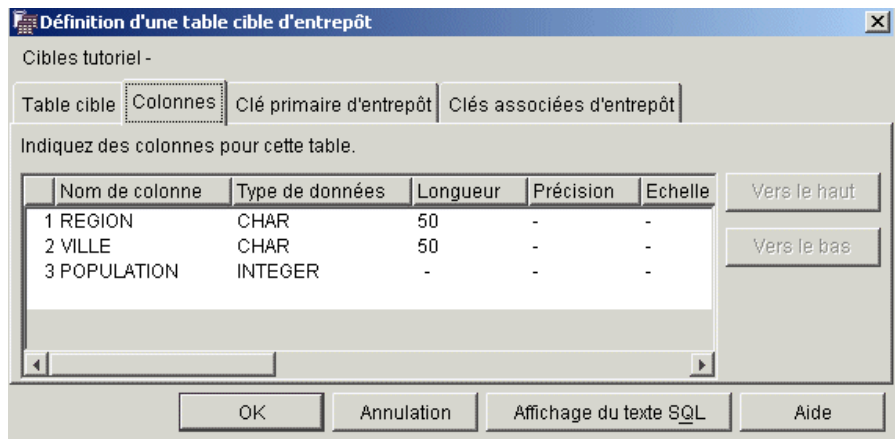 Définition d'une table cible d'entrepôt
Cibles tutoriel -
Table cible Colonnes Clé primaire d'entrepôt Clés associées d'entrepôt
Indiquez des colonnes pour cette table.
Nom de colonne Type de données Longueur Précision Echelle Vers le haut
1 REGION CHAR 50 - -
2 VILLE CHAR 50 - - Vers le bas
3 POPULATION INTEGER - - -
OK Annulation Affichage du texte SQL Aide